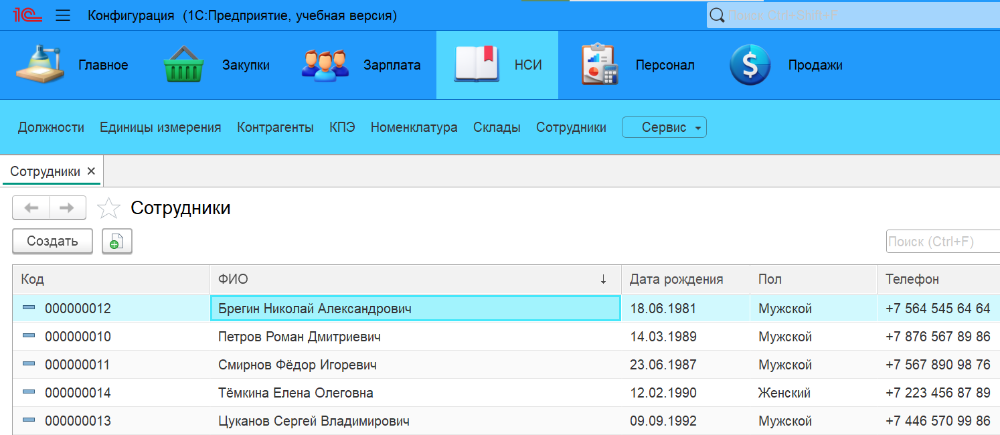 1С Конфигурация (1С:Предприятие, учебная версия) Поиск Ctrl+Shift+F
Главное Закупки Зарплата НСИ Персонал Продажи
Должности Единицы измерения Контрагенты КПЭ Номенклатура Склады Сотрудники Сервис
Сотрудники
Сотрудники
Создать Поиск (Ctrl+F)
Код ФИО Дата рождения Пол Телефон
000000012 Брегин Николай Александрович 18.06.1981 Мужской +7 564 545 64 64
000000010 Петров Роман Дмитриевич 14.03.1989 Мужской +7 876 567 89 86
000000011 Смирнов Фёдор Игоревич 23.06.1987 Мужской +7 567 890 98 76
000000014 Тёмкина Елена Олеговна 12.02.1990 Женский +7 223 456 87 89
000000013 Цуканов Сергей Владимирович 09.09.1992 Мужской +7 446 570 99 86